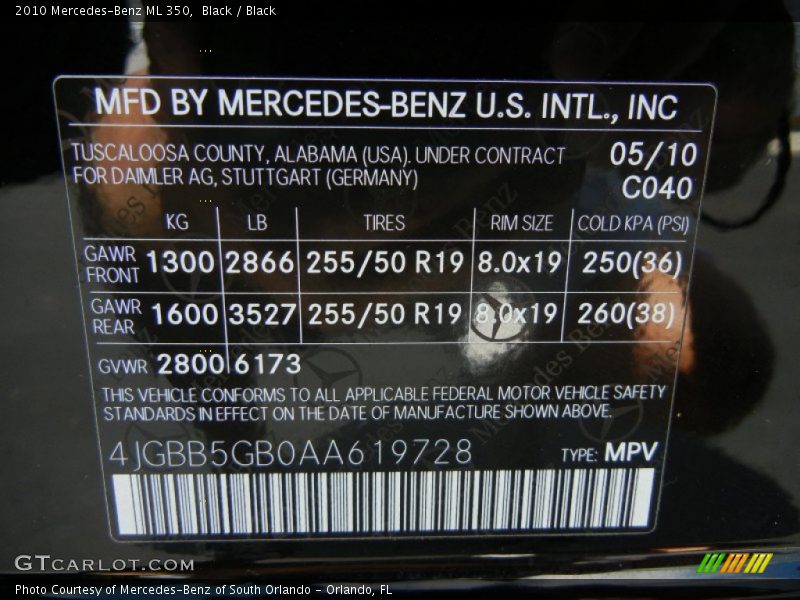 2010 Mercedes-Benz ML 350, Black / Black
MFD BY MERCEDES-BENZ U.S. INTL., INC
TUSCALOOSA COUNTY, ALABAMA (USA). UNDER CONTRACT
FOR DAIMLER AG, STUTTGART (GERMANY)
05/10
C040
KG LB TIRES RIM SIZE COLD KPA (PSI)
GAWR FRONT 1300 2866 255/50 R19 8.0x19 250(36)
GAWR REAR 1600 3527 255/50 R19 8.0x19 260(38)
GVWR 2800 6173
THIS VEHICLE CONFORMS TO ALL APPLICABLE FEDERAL MOTOR VEHICLE SAFETY
STANDARDS IN EFFECT ON THE DATE OF MANUFACTURE SHOWN ABOVE.
4JGBB5GB0AA619728 TYPE: MPV
GTCARLOT.COM
Photo Courtesy of Mercedes-Benz of South Orlando - Orlando, FL